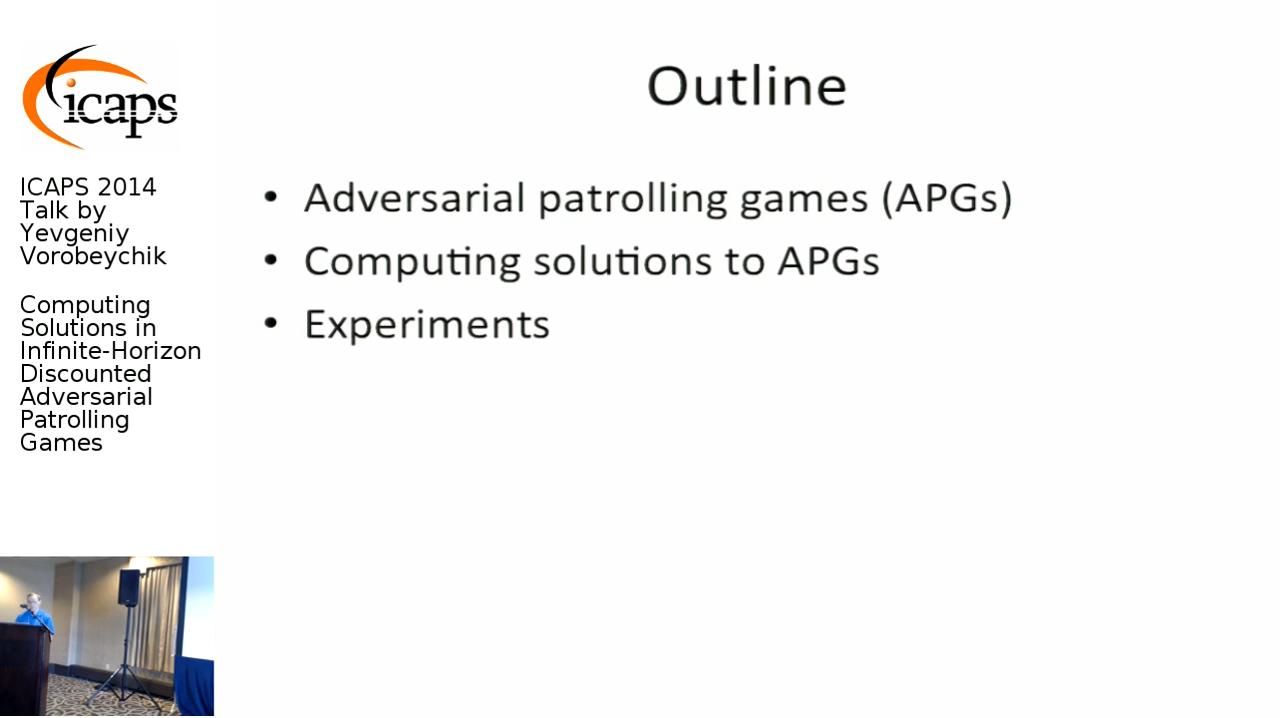 icaps
ICAPS 2014
Talk by
Yevgeniy
Vorobeychik
Computing
Solutions in
Infinite-Horizon
Discounted
Adversarial
Patrolling
Games
Outline
• Adversarial patrolling games (APGs)
• Computing solutions to APGs
• Experiments